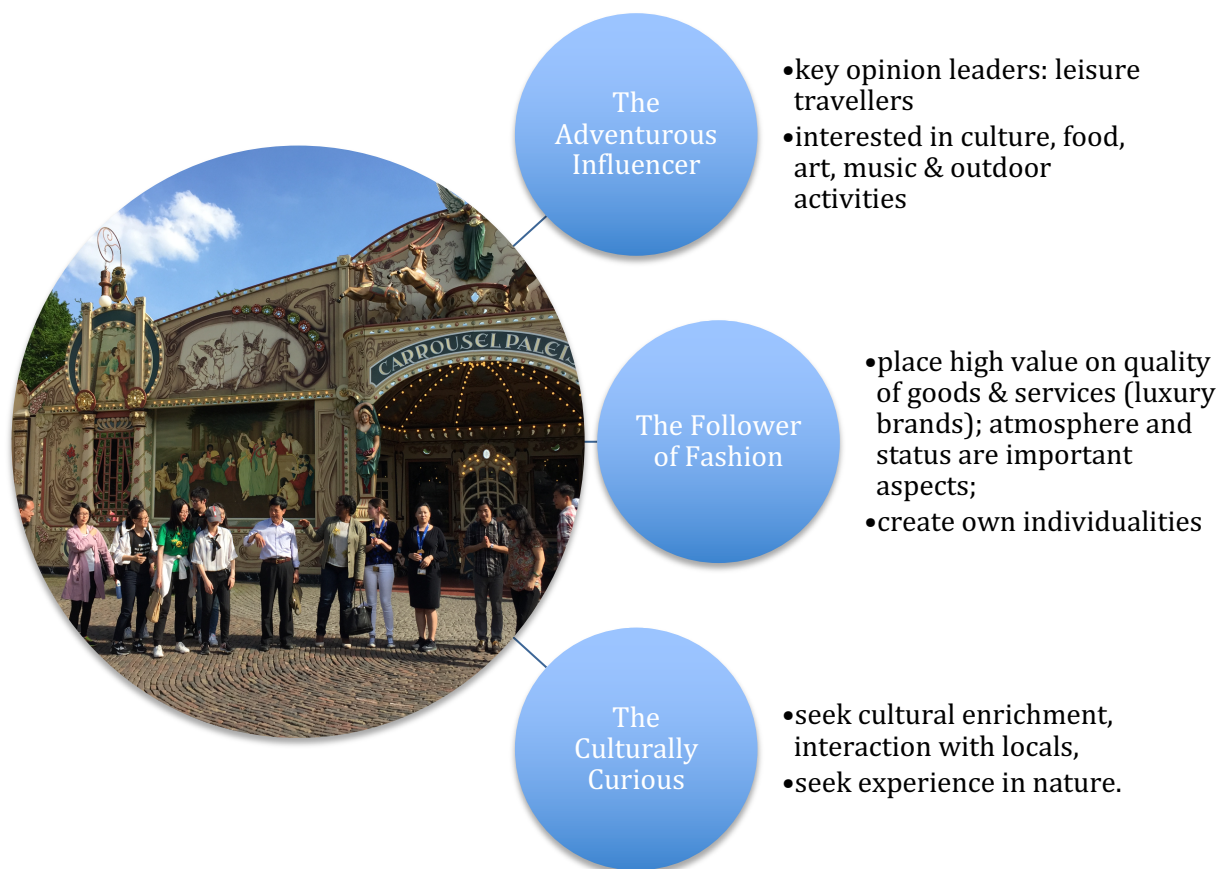 The
Adventurous
Influencer
•key opinion leaders: leisure
travellers
•interested in culture, food,
art, music & outdoor
activities
CARROUSEL PALEIS
The Follower
of Fashion
•place high value on quality
of goods & services (luxury
brands); atmosphere and
status are important
aspects;
•create own individualities
The
Culturally
Curious
•seek cultural enrichment,
interaction with locals,
•seek experience in nature.